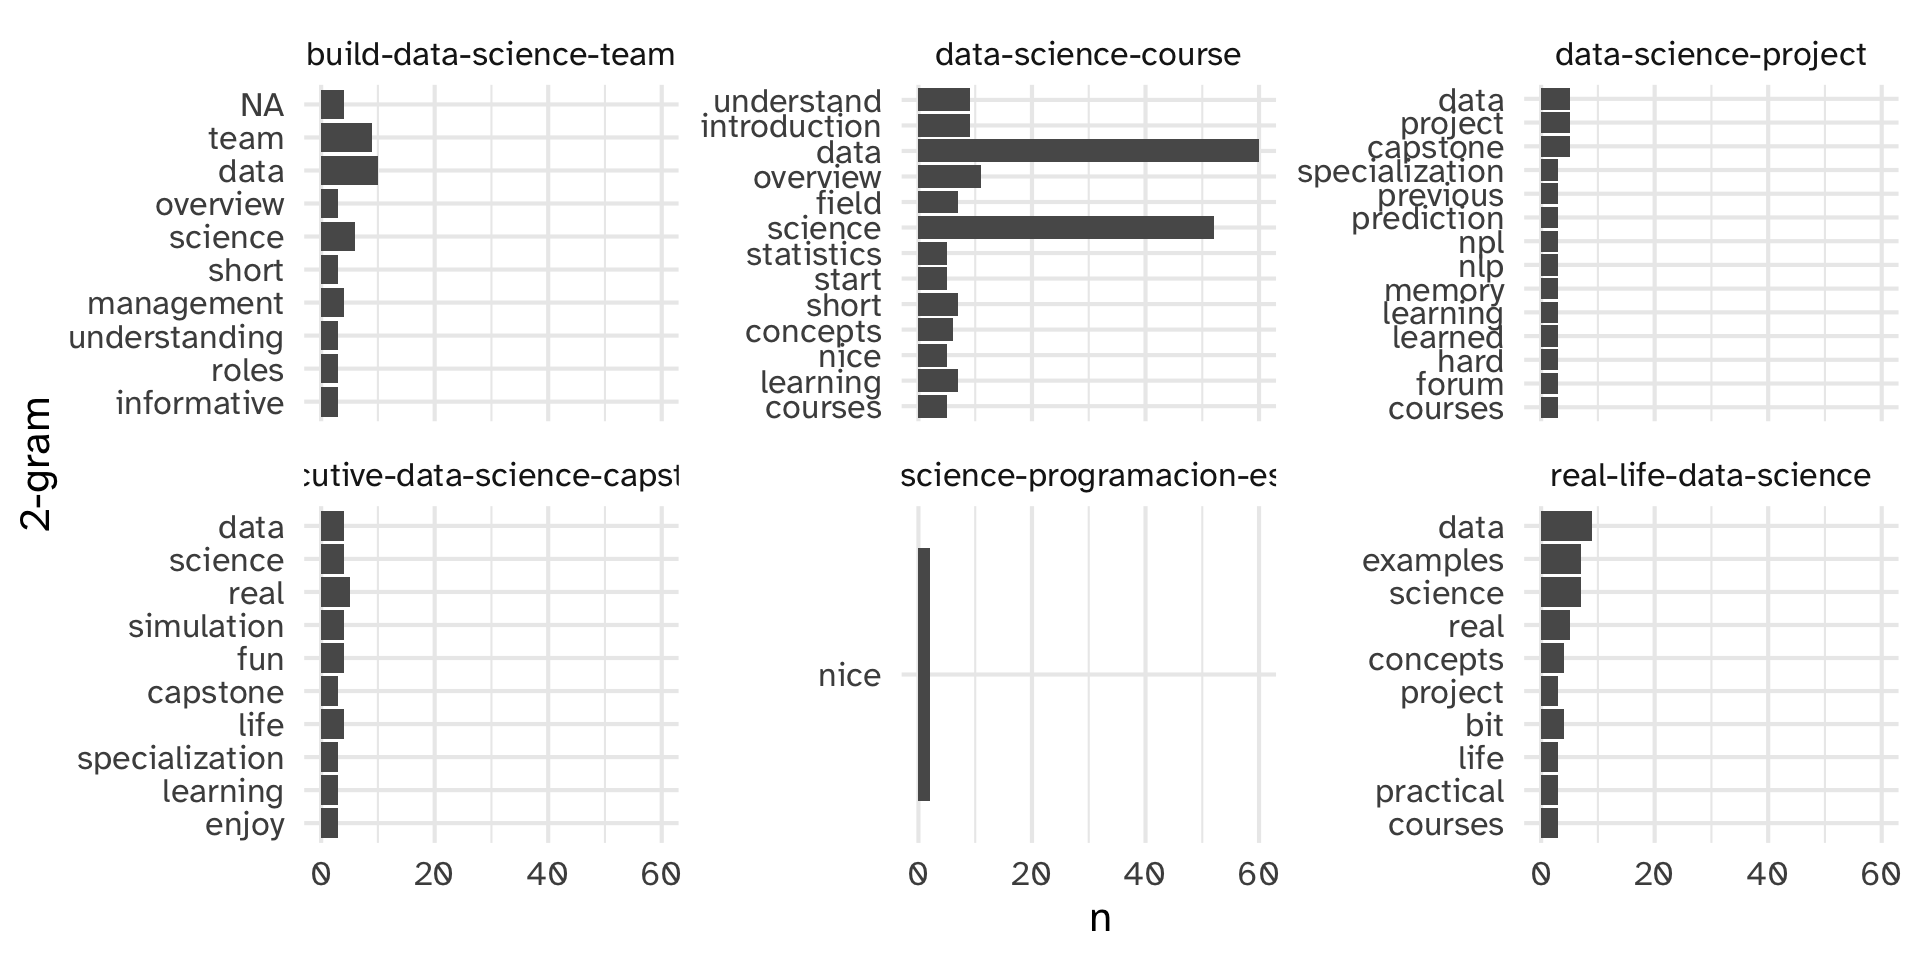 build-data-science-team
NA
team
data
overview
science
short
management
understanding
roles
informative
data-science-course
understand
introduction
data
overview
field
science
statistics
start
short
concepts
nice
learning
courses
data-science-project
data
project
capstone
specialization
previous
prediction
npl
nlp
memory
learning
learned
hard
forum
courses
cutive-data-science-capst
data
science
real
simulation
fun
capstone
life
specialization
learning
enjoy
0 20 40 60
science-programacion-es
nice
0 20 40 60
real-life-data-science
data
examples
science
real
concepts
project
bit
life
practical
courses
0 20 40 60
2-gram
n